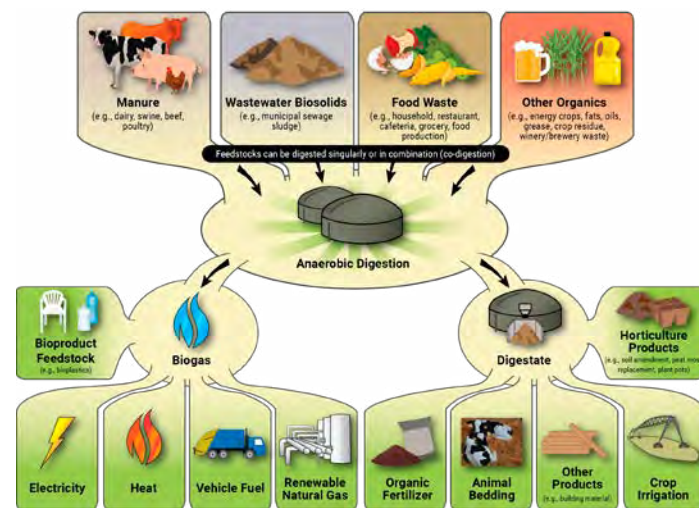 Manure
(e.g., dairy, swine, beef,
poultry)
Wastewater Biosolids
(e.g., municipal sewage
sludge)
Food Waste
(e.g., household, restaurant,
cafeteria, grocery, food
production)
Other Organics
(e.g., energy crops, fats, oils,
grease, crop residue,
winery/brewery waste)
Feedstocks can be digested singularly or in combination (co-digestion)
Anaerobic Digestion
Bioproduct
Feedstock
(e.g., bioplastics)
Biogas
Digestate
Horticulture
Products
(e.g., soil amendment, peat moss
replacement, plant pots)
Electricity
Heat
Vehicle Fuel
Renewable
Natural Gas
Organic
Fertilizer
Animal
Bedding
Other
Products
(e.g., building material)
Crop
Irrigation